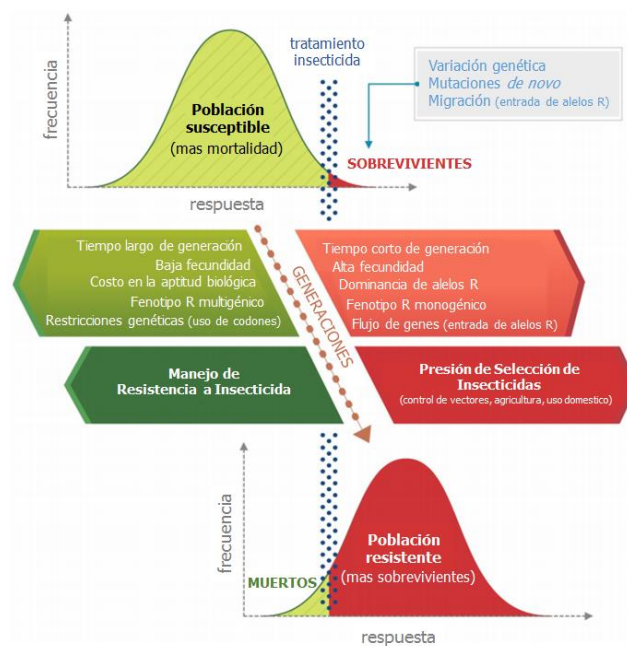 tratamiento
insecticida
Variación genética
Mutaciones de novo
Migración (entrada de alelos R)
frecuencia
Población
susceptible
(mas mortalidad)
SOBREVIVIENTES
respuesta
Tiempo largo de generación
Baja fecundidad
Costo en la aptitud biológica
Fenotipo R multigénico
Restricciones genéticas (uso de codones)
GENERACIONES
Tiempo corto de generación
Alta fecundidad
Dominancia de alelos R
Fenotipo R monogénico
Flujo de genes (entrada de alelos R)
Manejo de
Resistencia a Insecticida
Presión de Selección de
Insecticidas
(control de vectores, agricultura, uso domestico)
frecuencia
MUERTOS
Población
resistente
(mas sobrevivientes)
respuesta